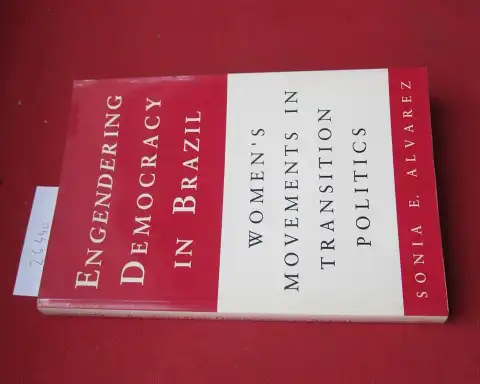 ENGENDERING
DEMOCRACY
IN BRAZIL
WOMEN'S
MOVEMENTS IN
TRANSITION
POLITICS
SONIA E. ALVAREZ